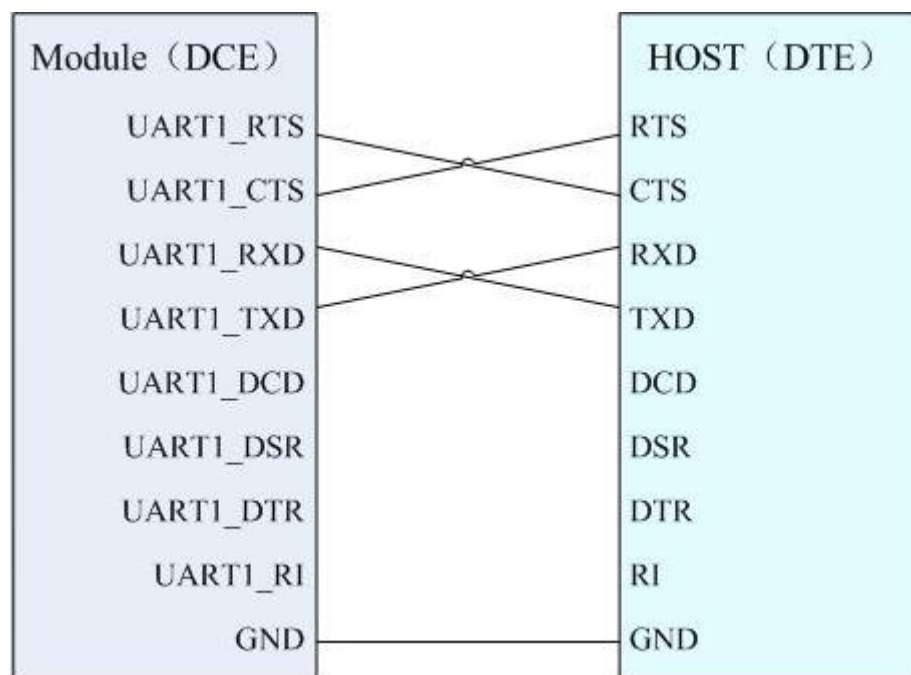 Module（DCE）
UART1_RTS
UART1_CTS
UART1_RXD
UART1_TXD
UART1_DCD
UART1_DSR
UART1_DTR
UART1_RI
GND
HOST（DTE）
RTS
CTS
RXD
TXD
DCD
DSR
DTR
RI
GND